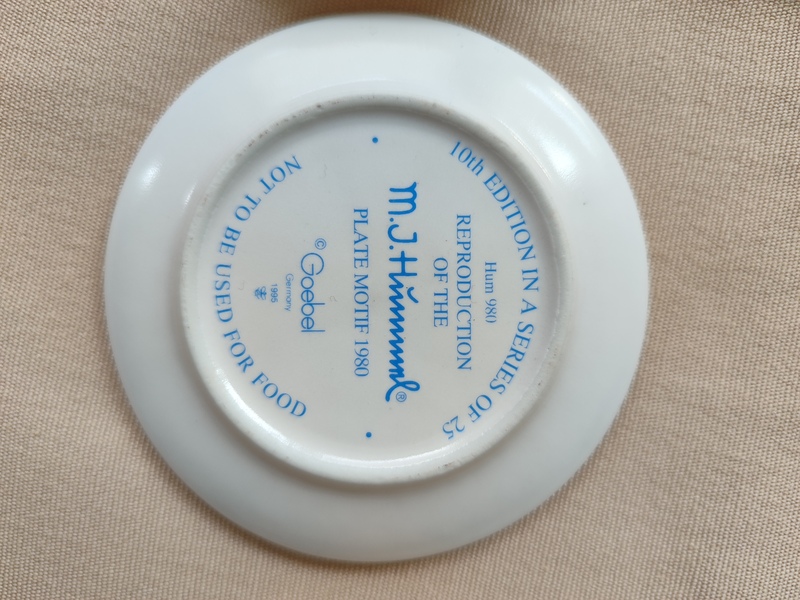 10th EDITION IN A SERIES OF 25
Hum 980
REPRODUCTION
OF THE
M.J.Hummel®
PLATE MOTIF 1980
© Goebel
Germany
1995
NOT TO BE USED FOR FOOD